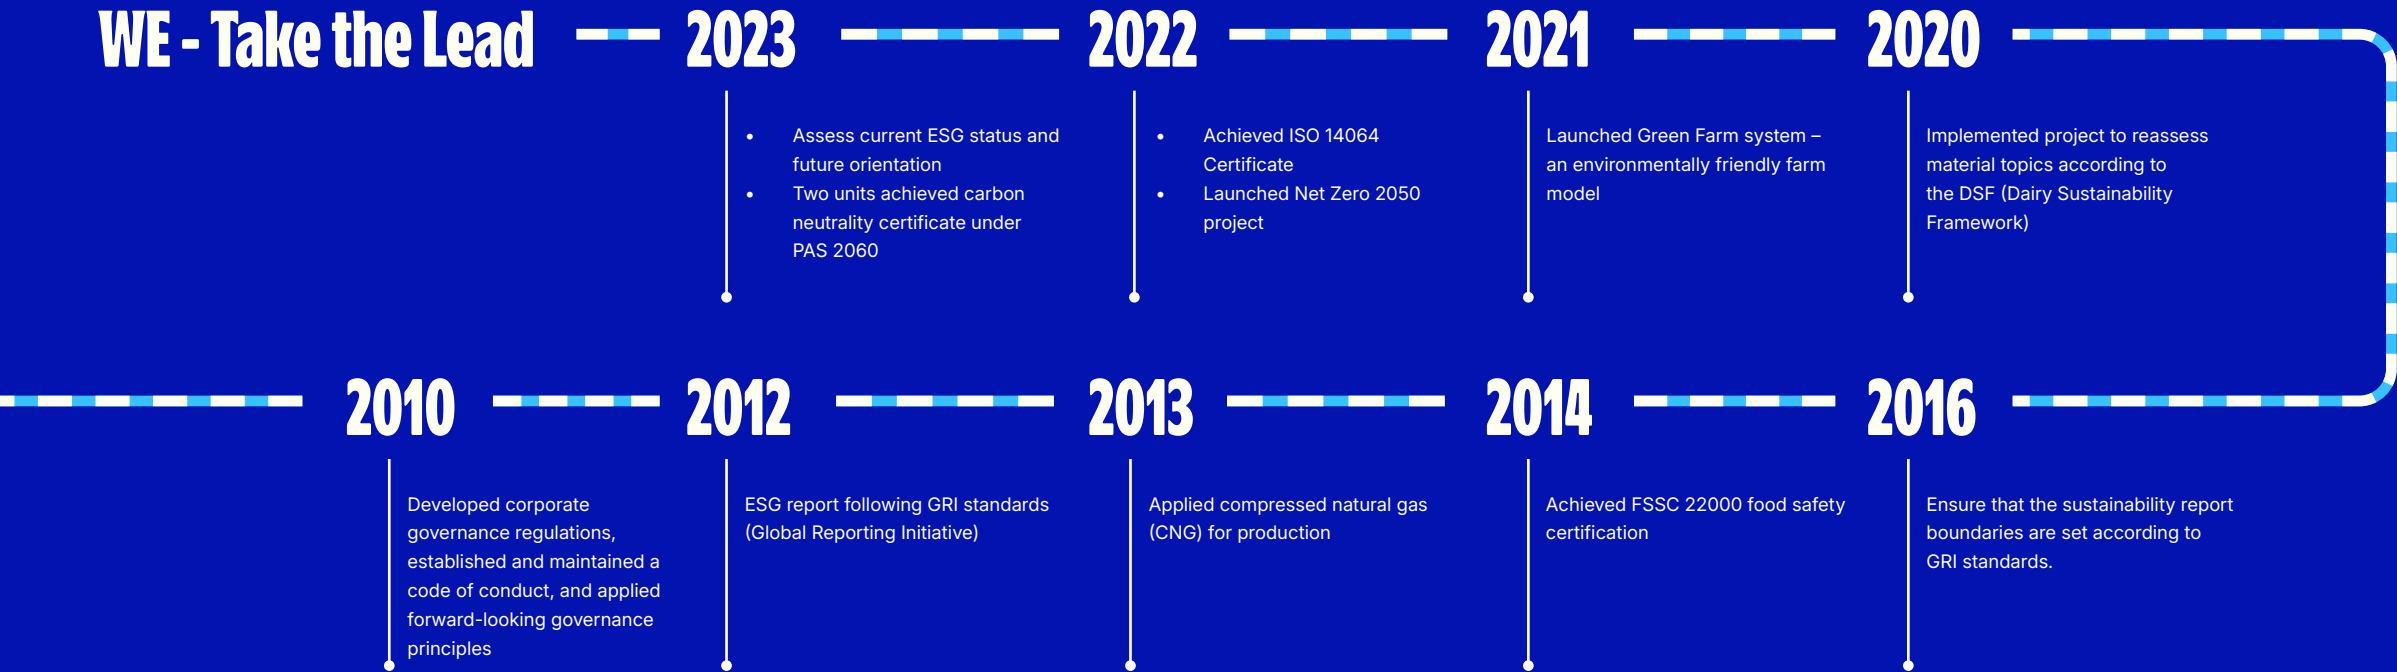 WE - Take the Lead
2023
• Assess current ESG status and
future orientation
• Two units achieved carbon
neutrality certificate under
PAS 2060
2022
• Achieved ISO 14064
Certificate
• Launched Net Zero 2050
project
2021
Launched Green Farm system –
an environmentally friendly farm
model
2020
Implemented project to reassess
material topics according to
the DSF (Dairy Sustainability
Framework)
2010
Developed corporate
governance regulations,
established and maintained a
code of conduct, and applied
forward-looking governance
principles
2012
ESG report following GRI standards
(Global Reporting Initiative)
2013
Applied compressed natural gas
(CNG) for production
2014
Achieved FSSC 22000 food safety
certification
2016
Ensure that the sustainability report
boundaries are set according to
GRI standards.